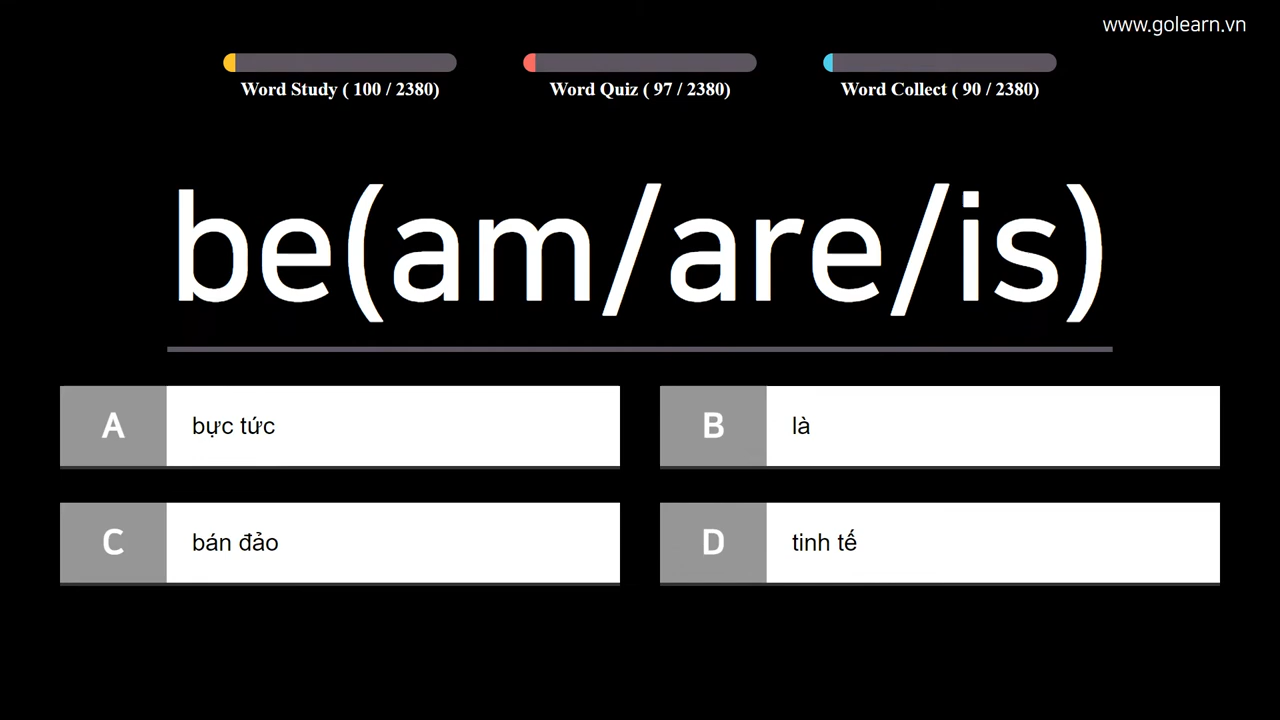 www.golearn.vn
Word Study ( 100 / 2380)
Word Quiz ( 97 / 2380)
Word Collect ( 90 / 2380)
be(am/are/is)
A bực tức
B là
C bán đảo
D tinh tế